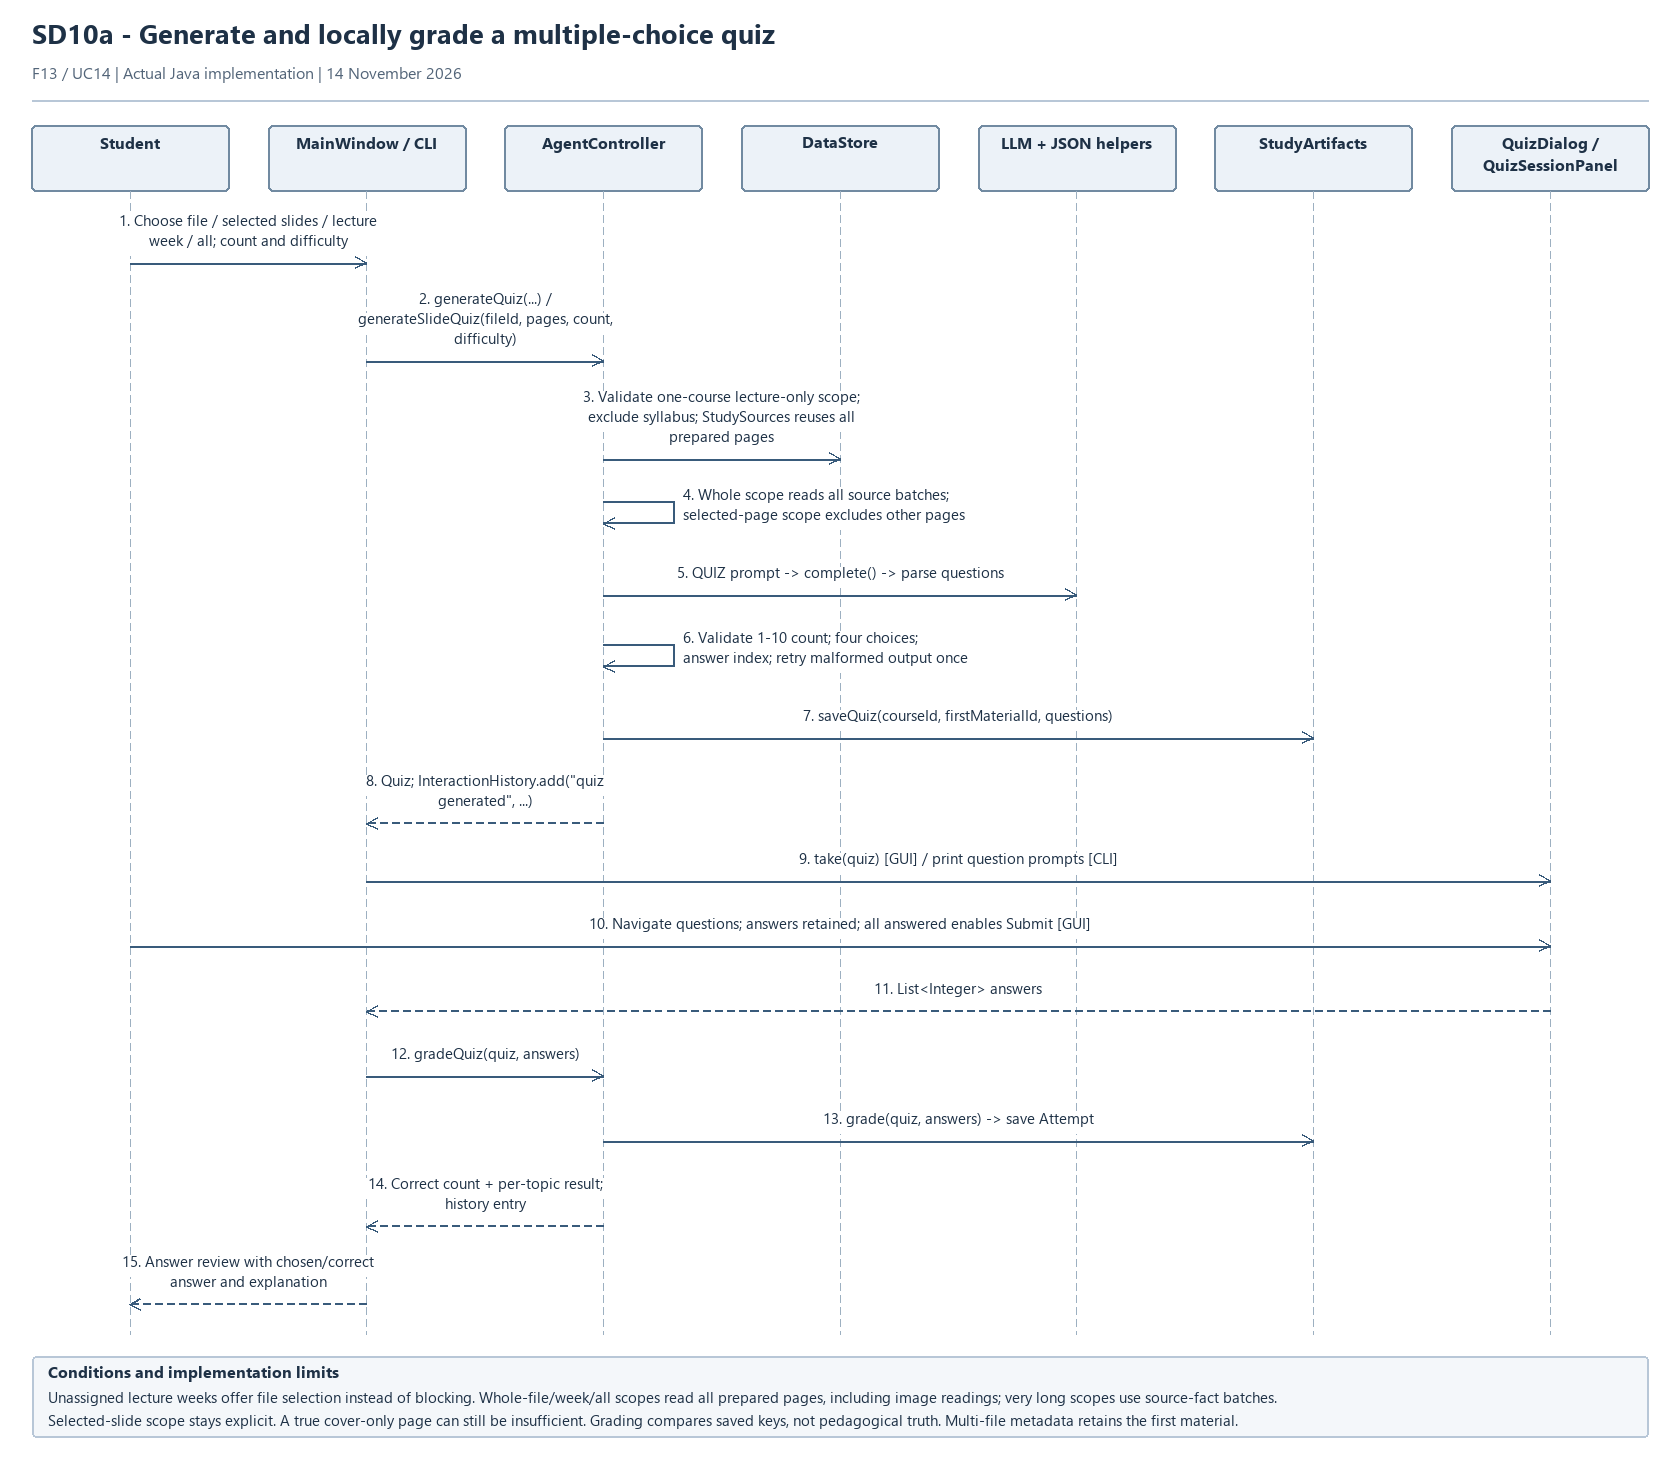 SD10a - Generate and locally grade a multiple-choice quiz
F13 / UC14 | Actual Java implementation | 14 November 2026
Student
MainWindow / CLI
AgentController
DataStore
LLM + JSON helpers
StudyArtifacts
QuizDialog /
QuizSessionPanel
1. Choose file / selected slides / lecture
week / all; count and difficulty
2. generateQuiz(...) /
generateSlideQuiz(fileId, pages, count,
difficulty)
3. Validate one-course lecture-only scope;
exclude syllabus; StudySources reuses all
prepared pages
4. Whole scope reads all source batches;
selected-page scope excludes other pages
5. QUIZ prompt -> complete() -> parse questions
6. Validate 1-10 count; four choices;
answer index; retry malformed output once
7. saveQuiz(courseId, firstMaterialId, questions)
8. Quiz; InteractionHistory.add("quiz
generated", ...)
9. take(quiz) [GUI] / print question prompts [CLI]
10. Navigate questions; answers retained; all answered enables Submit [GUI]
11. List<Integer> answers
12. gradeQuiz(quiz, answers)
13. grade(quiz, answers) -> save Attempt
14. Correct count + per-topic result;
history entry
15. Answer review with chosen/correct
answer and explanation
Conditions and implementation limits
Unassigned lecture weeks offer file selection instead of blocking. Whole-file/week/all scopes read all prepared pages, including image readings; very long scopes use source-fact batches.
Selected-slide scope stays explicit. A true cover-only page can still be insufficient. Grading compares saved keys, not pedagogical truth. Multi-file metadata retains the first material.